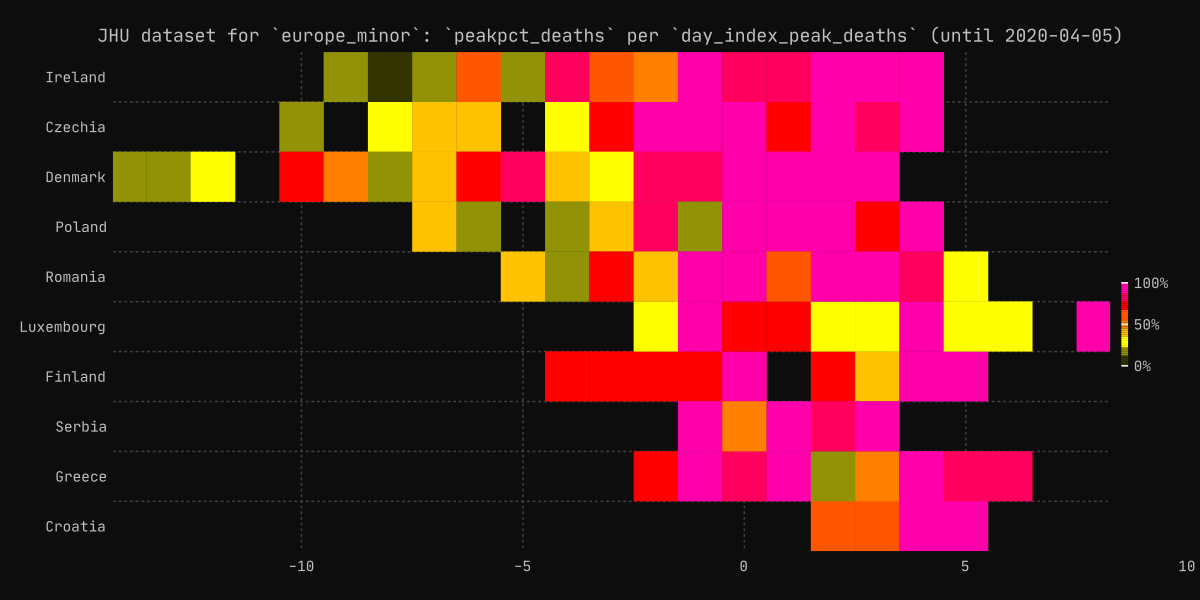 JHU dataset for `europe_minor`: `peakpct_deaths` per `day_index_peak_deaths` (until 2020-04-05)
Ireland
Czechia
Denmark
Poland
Romania
Luxembourg
Finland
Serbia
Greece
Croatia
−10
−5
0
5
10
100%
50%
0%